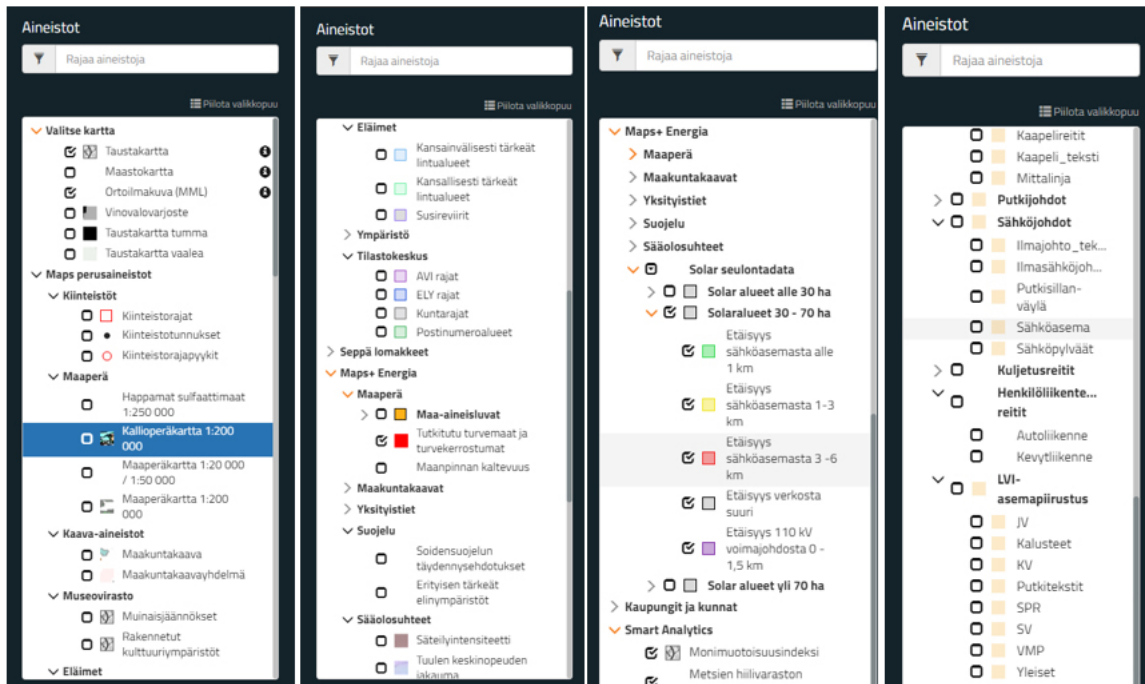 Aineistot
Rajaa aineistoja
Piilota valikkopuu
Valitse kartta
Taustakartta
Maastokartta
Ortoilmakuva (MML)
Vinovalovarjoste
Taustakartta tumma
Taustakartta vaalea
Maps perusaineistot
Kiinteistöt
Kiinteistorajat
Kiinteistotunnukset
Kiinteistorajapyykit
Maaperä
Happamat sulfaattimaat
1:250 000
Kallioperäkartta 1:200
000
Maaperäkartta 1:20 000
/ 1:50 000
Maaperäkartta 1:200
000
Kaava-aineistot
Maakuntakaava
Maakuntakaavayhdelmä
Museovirasto
Muinaisjäännökset
Rakennetut
kulttuuriympäristöt
Eläimet
Aineistot
Rajaa aineistoja
Piilota valikkopuu
Eläimet
Kansainvälisesti tärkeät
lintualueet
Kansallisesti tärkeät
lintualueet
Susireviirit
Ympäristö
Tilastokeskus
AVI rajat
ELY rajat
Kuntarajat
Postinumeroalueet
Seppä lomakkeet
Maps+ Energia
Maaperä
Maa-aineisluvat
Tutkitutu turvemaat ja
turvekerrostumat
Maanpinnan kaltevuus
Maakuntakaavat
Yksityistiet
Suojelu
Soidensuojelun
täydennysehdotukset
Erityisen tärkeät
elinympäristöt
Sääolosuhteet
Säteilyintensiteetti
Tuulen keskinopeuden
jakauma
Aineistot
Rajaa aineistoja
Piilota valikkopuu
Maps+ Energia
Maaperä
Maakuntakaavat
Yksityistiet
Suojelu
Sääolosuhteet
Solar seulontadata
Solar alueet alle 30 ha
Solaralueet 30 - 70 ha
Etäisyys
sähköasemasta alle
1 km
Etäisyys
sähköasemasta 1-3
km
Etäisyys
sähköasemasta 3 -6
km
Etäisyys verkosta
suuri
Etäisyys 110 kV
voimajohdosta 0 -
1,5 km
Solar alueet yli 70 ha
Kaupungit ja kunnat
Smart Analytics
Monimuotoisuusindeksi
Metsien hiilivaraston
Aineistot
Rajaa aineistoja
Piilota valikkopuu
Kaapelireitit
Kaapeli_teksti
Mittalinja
Putkijohdot
Sähköjohdot
Ilmajohto_tek...
Ilmasähköjoh...
Putkisillan-
väylä
Sähköasema
Sähköpylväät
Kuljetusreitit
Henkilöliikente...
reitit
Autoliikenne
Kevytliikenne
LVI-
asemapiirustus
JV
Kalusteet
KV
Putkitekstit
SPR
SV
VMP
Yleiset